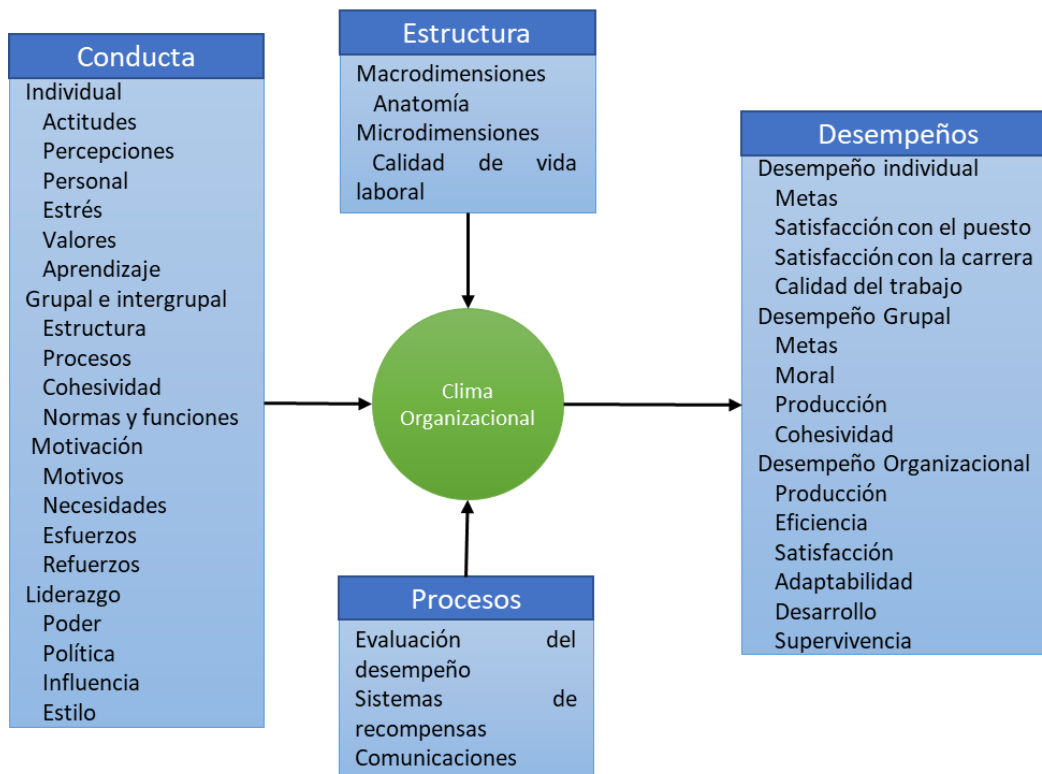 Conducta
Individual
Actitudes
Percepciones
Personal
Estrés
Valores
Aprendizaje
Grupal e intergrupal
Estructura
Procesos
Cohesividad
Normas y funciones
Motivación
Motivos
Necesidades
Esfuerzos
Refuerzos
Liderazgo
Poder
Política
Influencia
Estilo
Estructura
Macrodimensiones
Anatomía
Microdimensiones
Calidad de vida
laboral
Clima
Organizacional
Procesos
Evaluación del
desempeño
Sistemas de
recompensas
Comunicaciones
Desempeños
Desempeño individual
Metas
Satisfacción con el puesto
Satisfacción con la carrera
Calidad del trabajo
Desempeño Grupal
Metas
Moral
Producción
Cohesividad
Desempeño Organizacional
Producción
Eficiencia
Satisfacción
Adaptabilidad
Desarrollo
Supervivencia